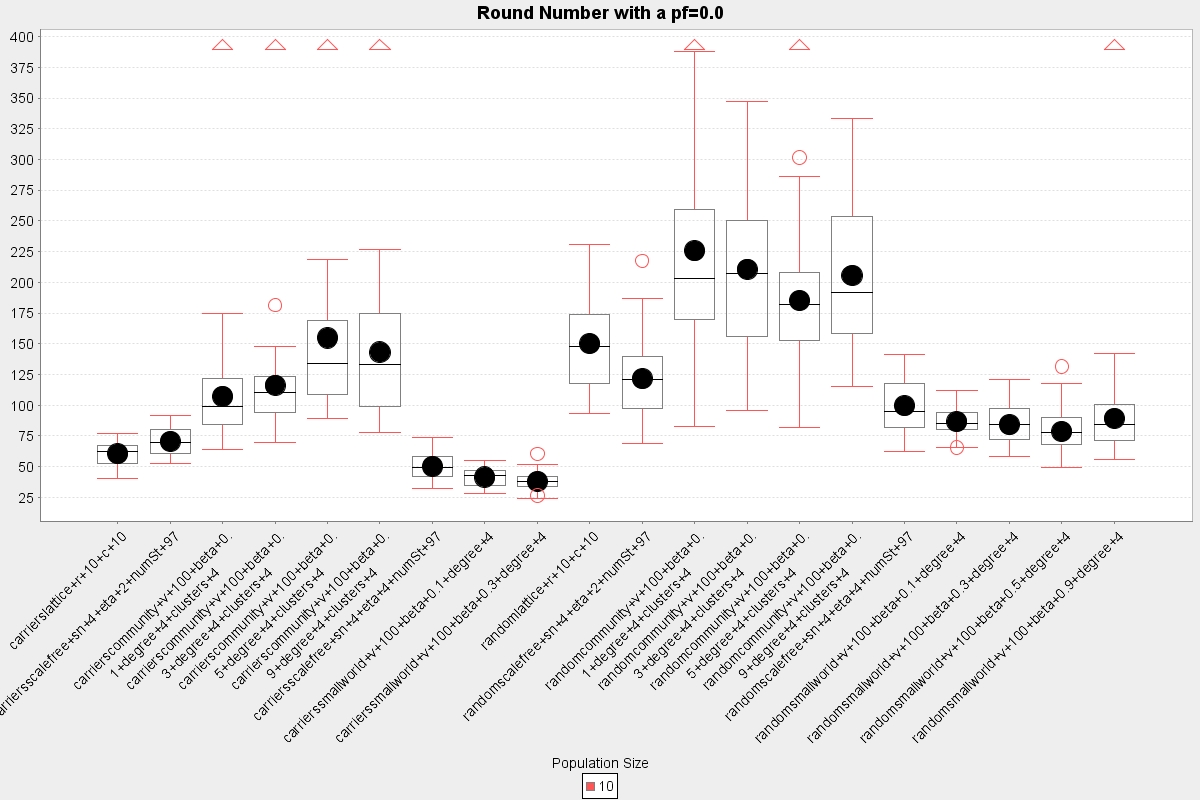 Round Number with a pf=0.0
400
375
350
325
300
275
250
225
200
175
150
125
100
75
50
25
carrierslattice+r+10+c+10
arriersscalefree+sn+4+eta+2+numSt+97
carrierscommunity+v+100+beta+0.
1+degree+4+clusters+4
carrierscommunity+v+100+beta+0.
3+degree+4+clusters+4
carrierscommunity+v+100+beta+0.
5+degree+4+clusters+4
carrierscommunity+v+100+beta+0.
9+degree+4+clusters+4
carriersscalefree+sn+4+eta+4+numSt+97
carrierssmallworld+v+100+beta+0.1+degree+4
carrierssmallworld+v+100+beta+0.3+degree+4
randomlattice+r+10+c+10
randomscalefree+sn+4+eta+2+numSt+97
randomcommunity+v+100+beta+0.
1+degree+4+clusters+4
randomcommunity+v+100+beta+0.
3+degree+4+clusters+4
randomcommunity+v+100+beta+0.
5+degree+4+clusters+4
randomcommunity+v+100+beta+0.
9+degree+4+clusters+4
randomscalefree+sn+4+eta+4+numSt+97
randomsmallworld+v+100+beta+0.1+degree+4
randomsmallworld+v+100+beta+0.3+degree+4
randomsmallworld+v+100+beta+0.5+degree+4
randomsmallworld+v+100+beta+0.9+degree+4
Population Size
10